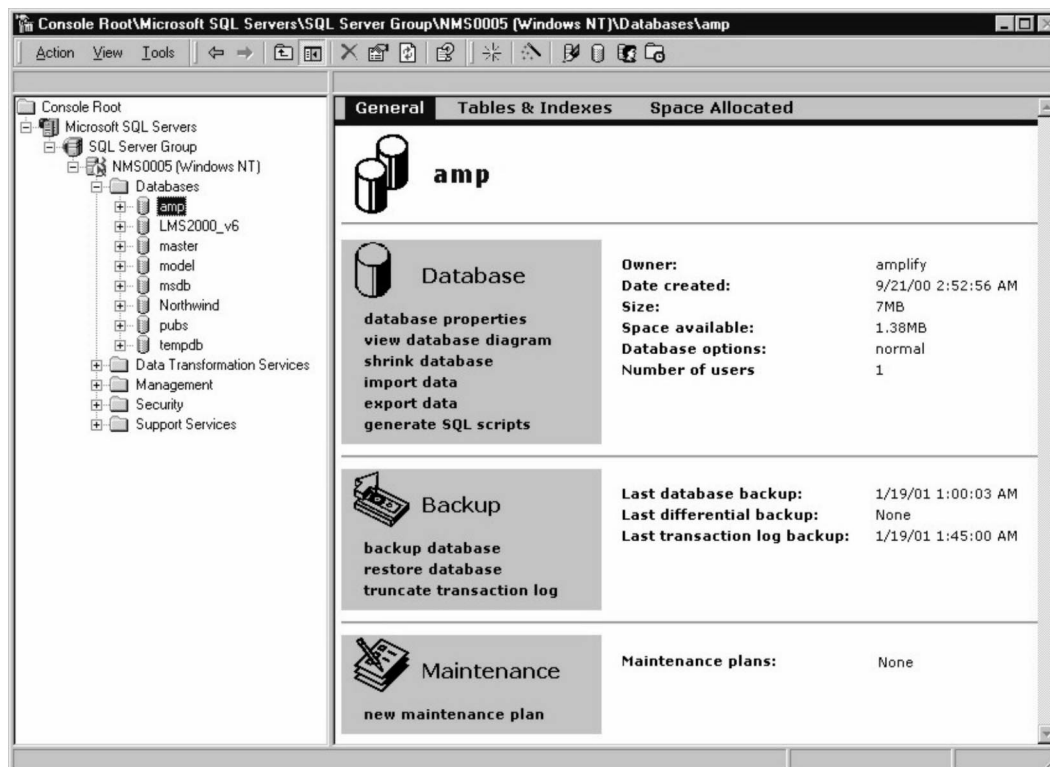 Console Root\Microsoft SQL Servers\SQL Server Group\NMS0005 (Windows NT)\Databases\amp
Action View Tools
Console Root
Microsoft SQL Servers
SQL Server Group
NMS0005 (Windows NT)
Databases
amp
LMS2000_v6
master
model
msdb
Northwind
pubs
tempdb
Data Transformation Services
Management
Security
Support Services
General Tables & Indexes Space Allocated
amp
Database
database properties
view database diagram
shrink database
import data
export data
generate SQL scripts
Owner: amplify
Date created: 9/21/00 2:52:56 AM
Size: 7MB
Space available: 1.38MB
Database options: normal
Number of users 1
Backup
backup database
restore database
truncate transaction log
Last database backup: 1/19/01 1:00:03 AM
Last differential backup: None
Last transaction log backup: 1/19/01 1:45:00 AM
Maintenance
new maintenance plan
Maintenance plans: None